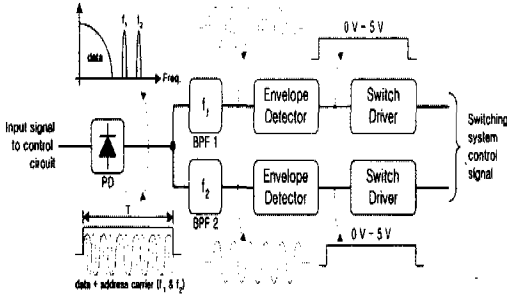 f₁ f₂
data
Freq.
0 V – 5 V
Input signal
to control
circuit
PD
f₁
BPF 1
Envelope
Detector
Switch
Driver
f₂
BPF 2
Envelope
Detector
Switch
Driver
Switching
system
control
signal
T
0 V – 5 V
data + address carrier (f₁ & f₂)